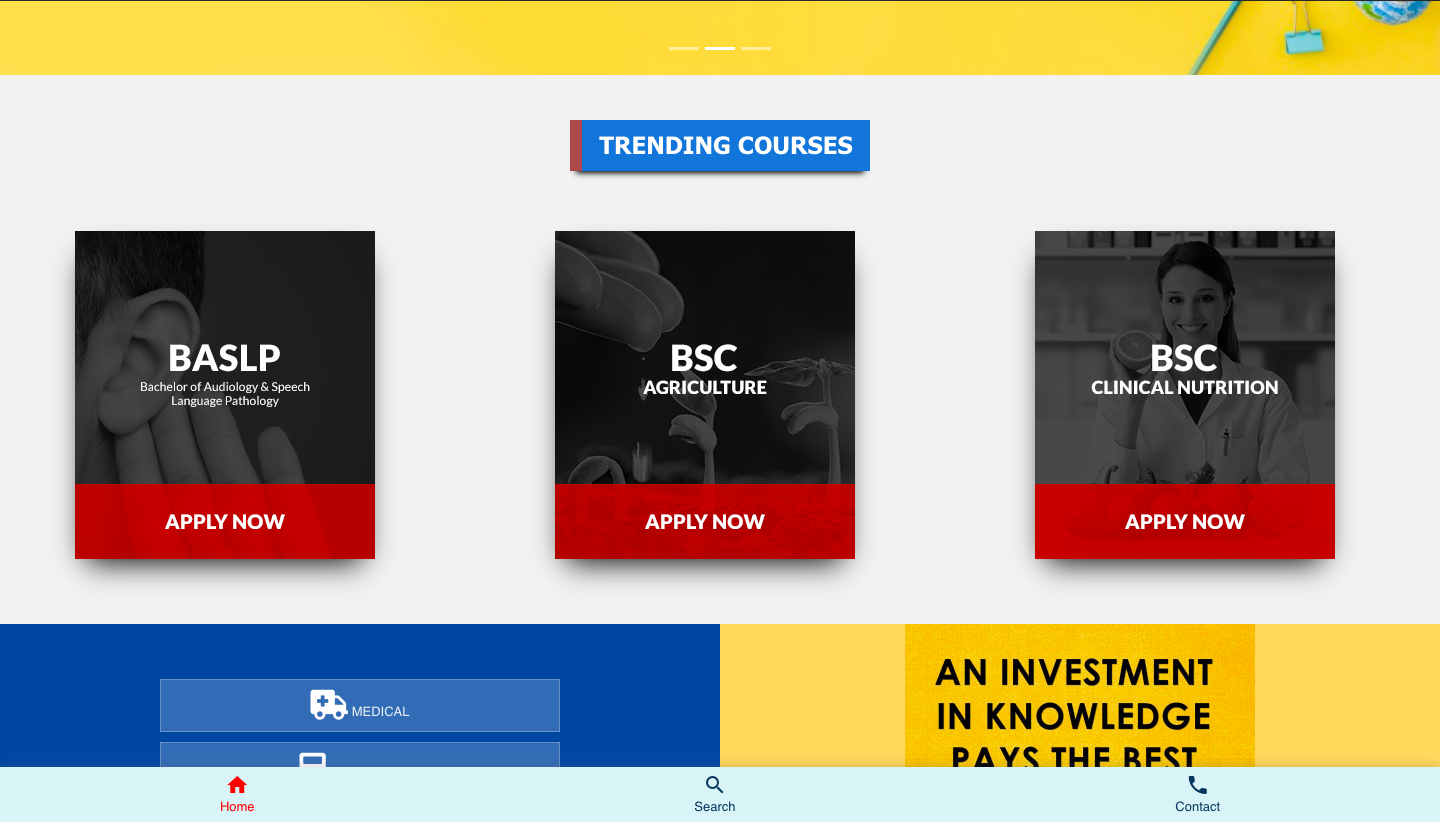 TRENDING COURSES
BASLP
Bachelor of Audiology & Speech
Language Pathology
APPLY NOW
BSC
AGRICULTURE
APPLY NOW
BSC
CLINICAL NUTRITION
APPLY NOW
MEDICAL
AN INVESTMENT
IN KNOWLEDGE
PAYS THE BEST
Home
Search
Contact